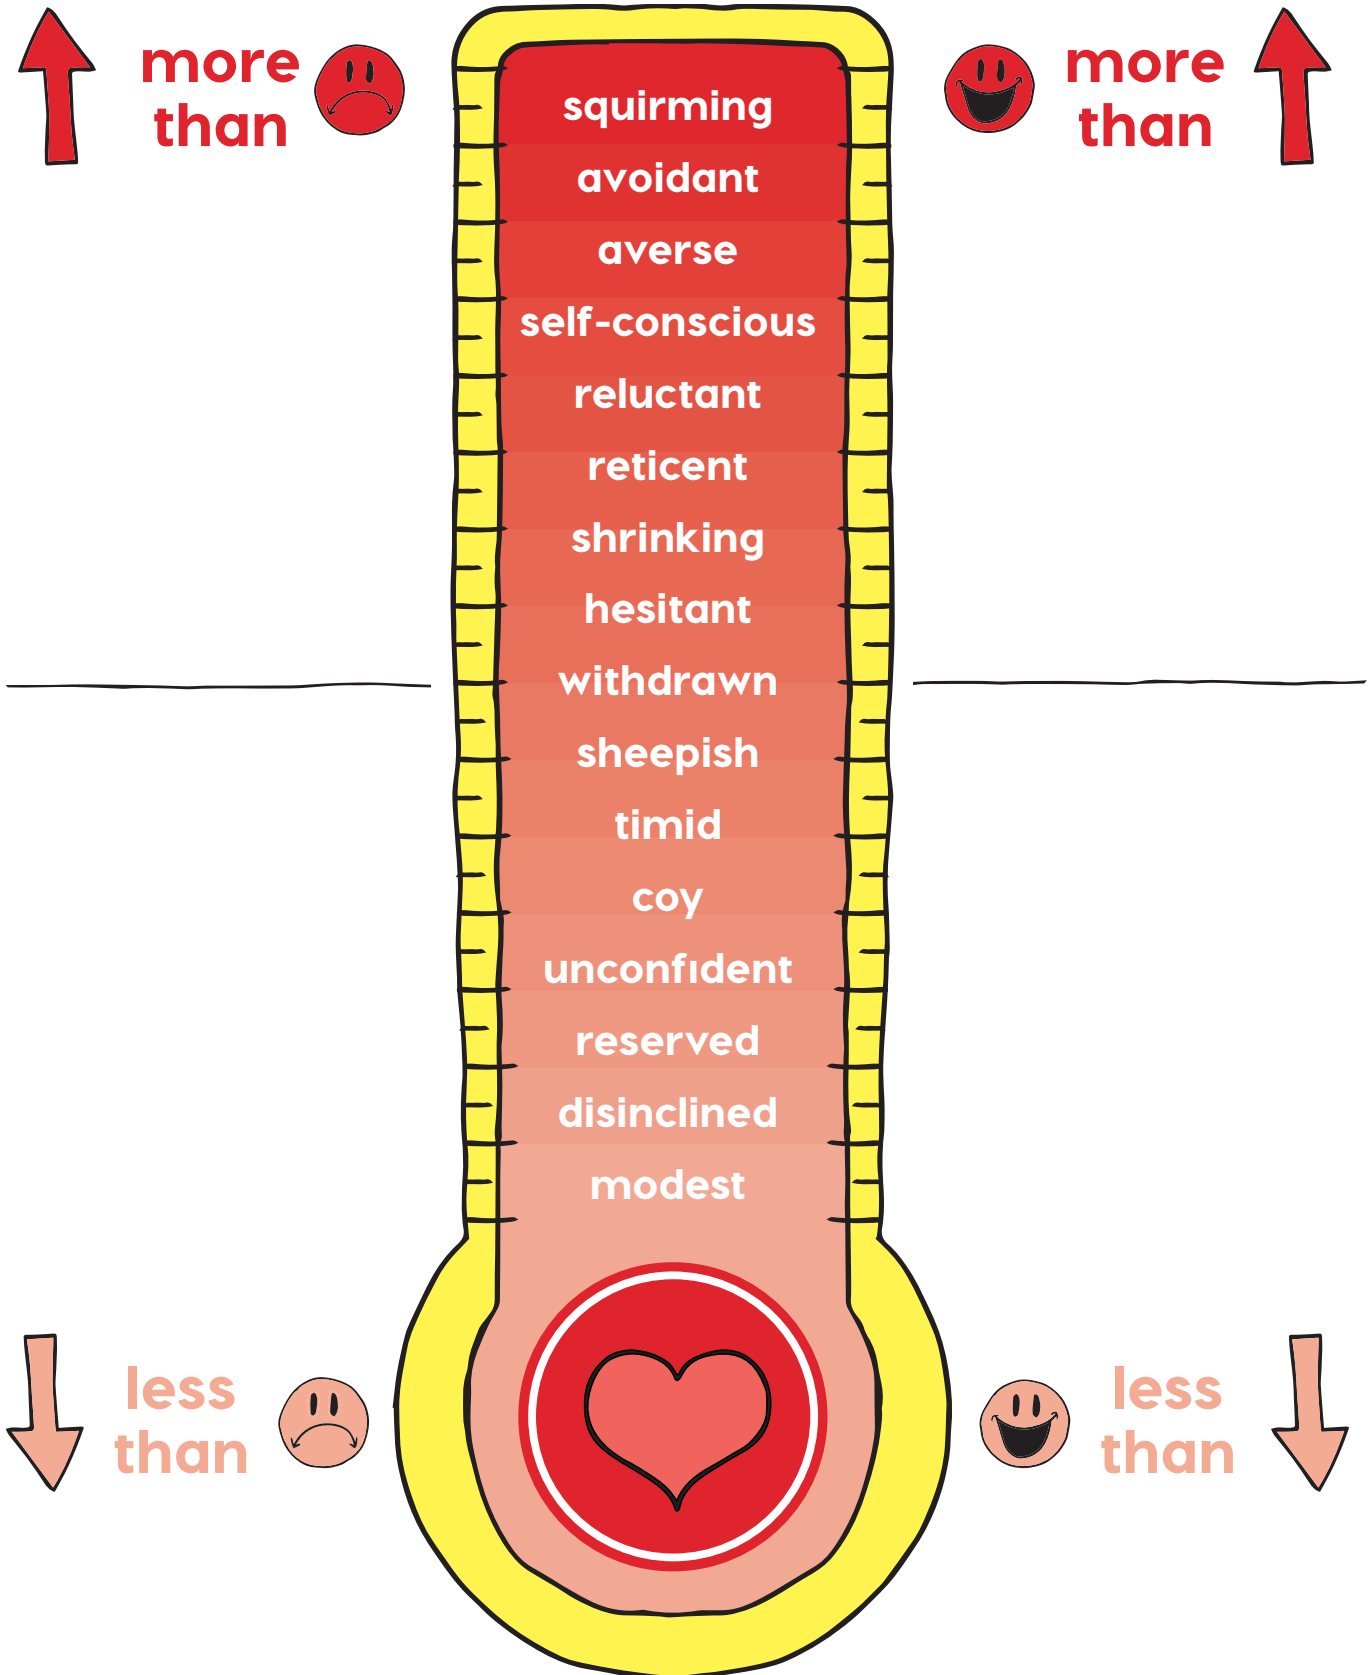 more
than
more
than
squirming
avoidant
averse
self-conscious
reluctant
reticent
shrinking
hesitant
withdrawn
sheepish
timid
coy
unconfident
reserved
disinclined
modest
less
than
less
than